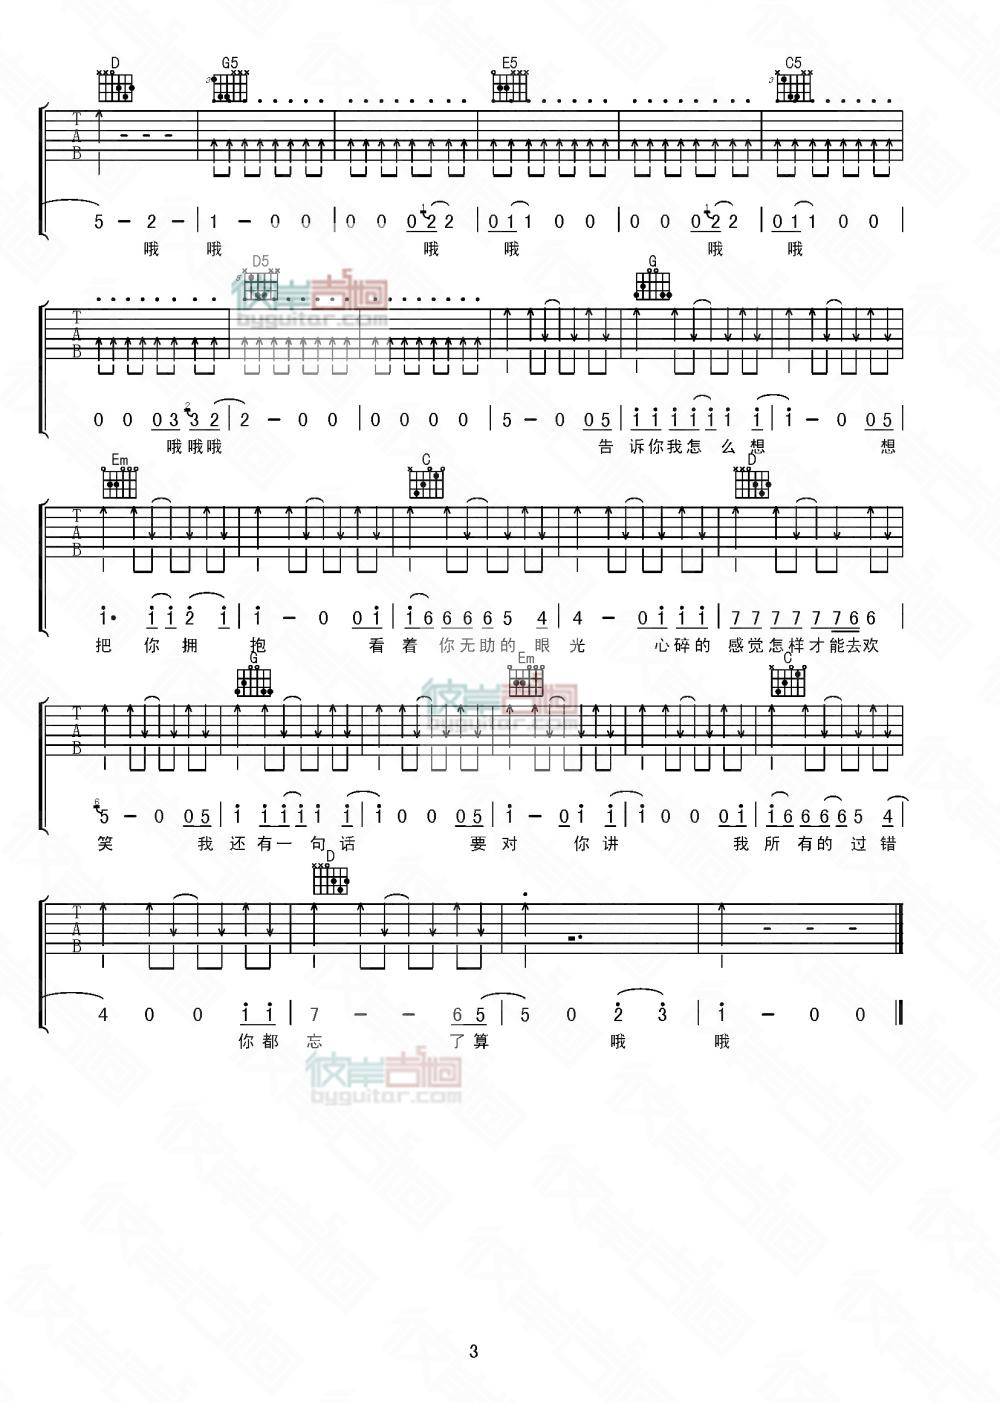 D G5 E5 C5
T A B
5 - 2 - | 1 - 0 0 | 0 0 0 2 2 | 0 1 1 0 0 | 0 0 0 2 2 | 0 1 1 0 0 |
哦 哦 哦 哦 哦 哦
D5 G
彼岸吉他
byguitar.com
T A B
0 0 0 3 3 2 | 2 - 0 0 | 0 0 0 0 | 5 - 0 0 5 | i i i i i i i i | i - 0 0 5 |
哦哦哦 告 诉你我怎么想 想
Em C D
T A B
i· i i 2 i | i - 0 0 i | i 6 6 6 6 5 4 | 4 - 0 i i i | 7 7 7 7 7 7 6 6 |
把 你 拥 抱 看 着 你无助的 眼 光 心碎的 感觉怎样才能去欢
G Em C
彼岸吉他
byguitar.com
T A B
6 5 - 0 0 5 | i i i i i i i | i 0 0 0 5 | i - 0 i i | i 0 0 0 i | i 6 6 6 6 5 4 |
笑 我 还有一 句话 要 对 你 讲 我 所 有的 过 错
D
T A B
4 0 0 i i | 7 - - 6 5 | 5 0 2 3 | i - 0 0
你都 忘 了算 哦 哦
彼岸吉他
byguitar.com
3